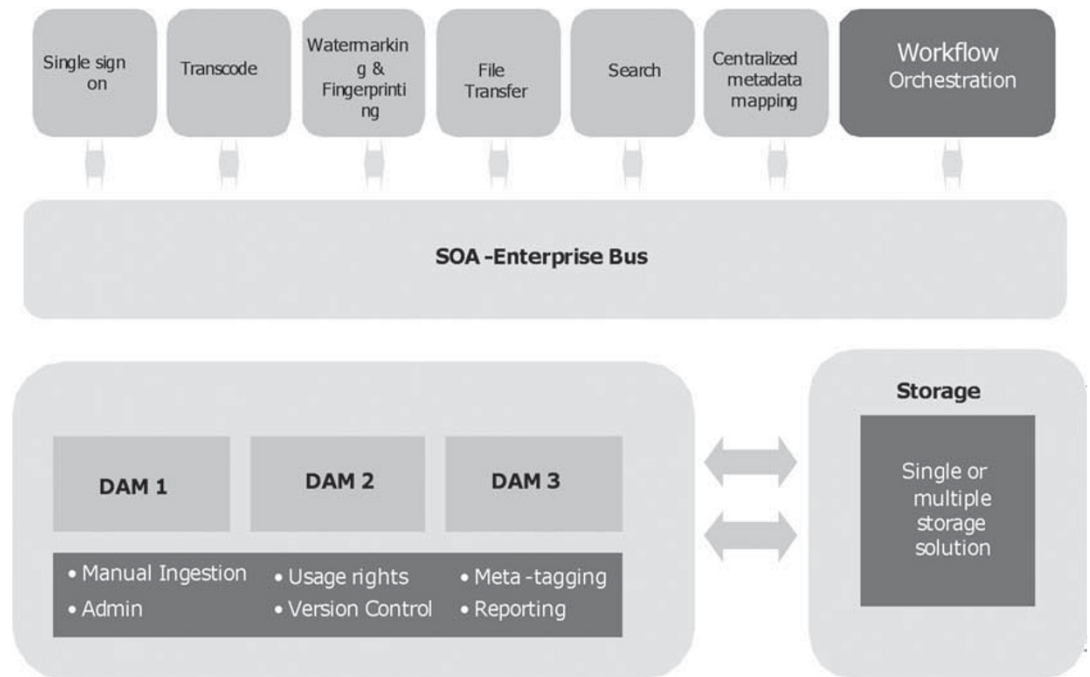 Single sign
on
Transcode
Watermarkin
g &
Fingerprinti
ng
File
Transfer
Search
Centralized
metadata
mapping
Workflow
Orchestration
SOA -Enterprise Bus
DAM 1
DAM 2
DAM 3
• Manual Ingestion
• Admin
• Usage rights
• Version Control
• Meta -tagging
• Reporting
Storage
Single or
multiple
storage
solution